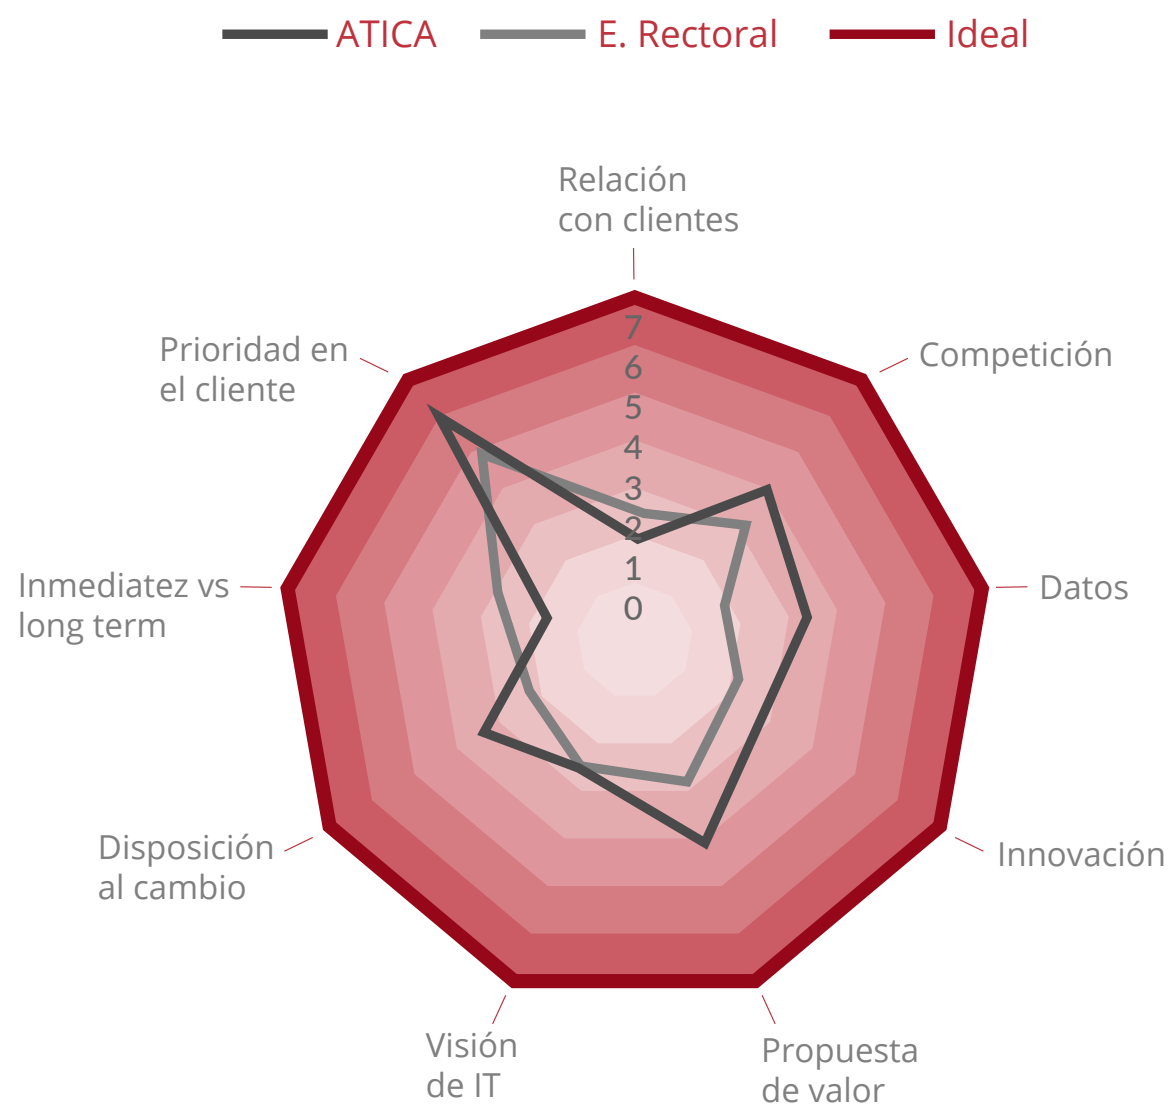 ATICA
E. Rectoral
Ideal
Relación
con clientes
Prioridad en
el cliente
Competición
7
6
5
4
3
2
1
0
Inmediatez vs
long term
Datos
Disposición
al cambio
Innovación
Visión
de IT
Propuesta
de valor